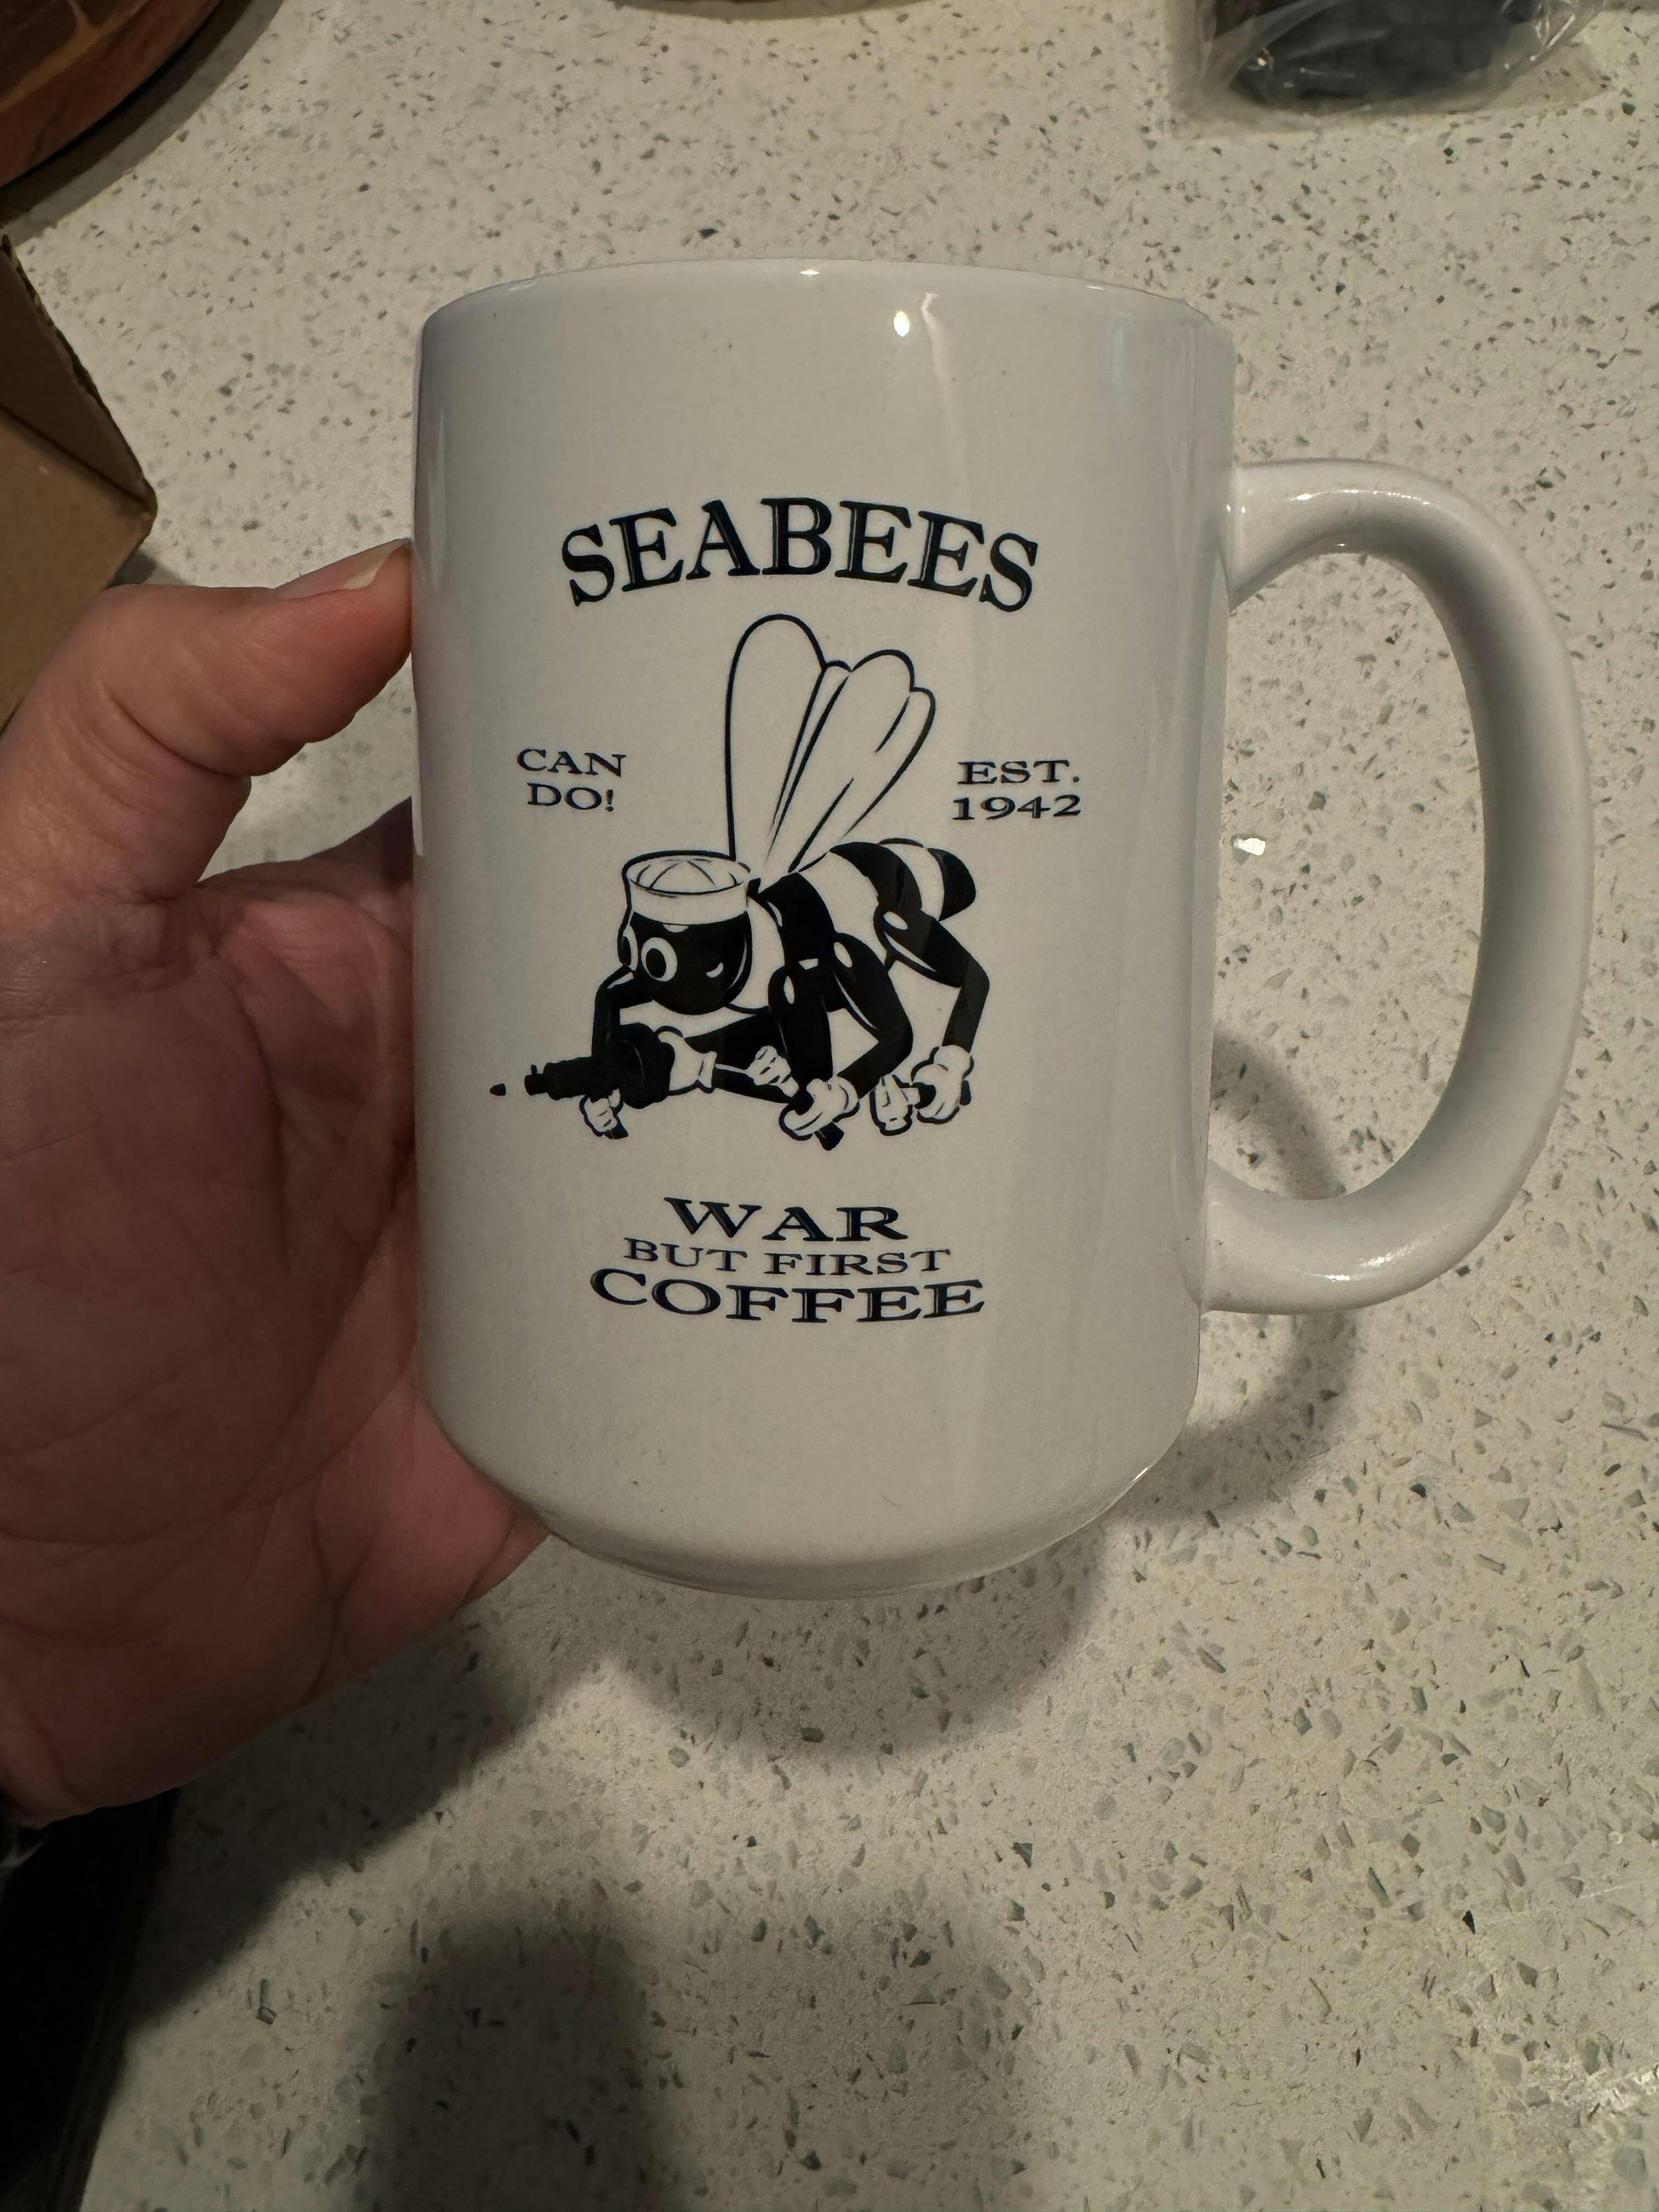 SEABEES
CAN
DO!
EST.
1942
WAR
BUT FIRST
COFFEE